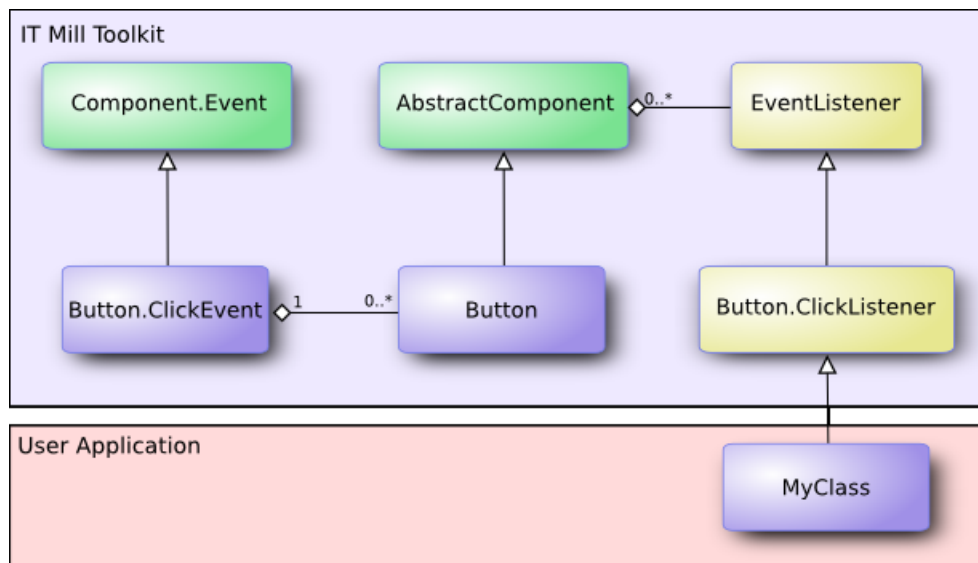 IT Mill Toolkit
Component.Event
AbstractComponent
0..*
EventListener
Button.ClickEvent
1
0..*
Button
Button.ClickListener
User Application
MyClass